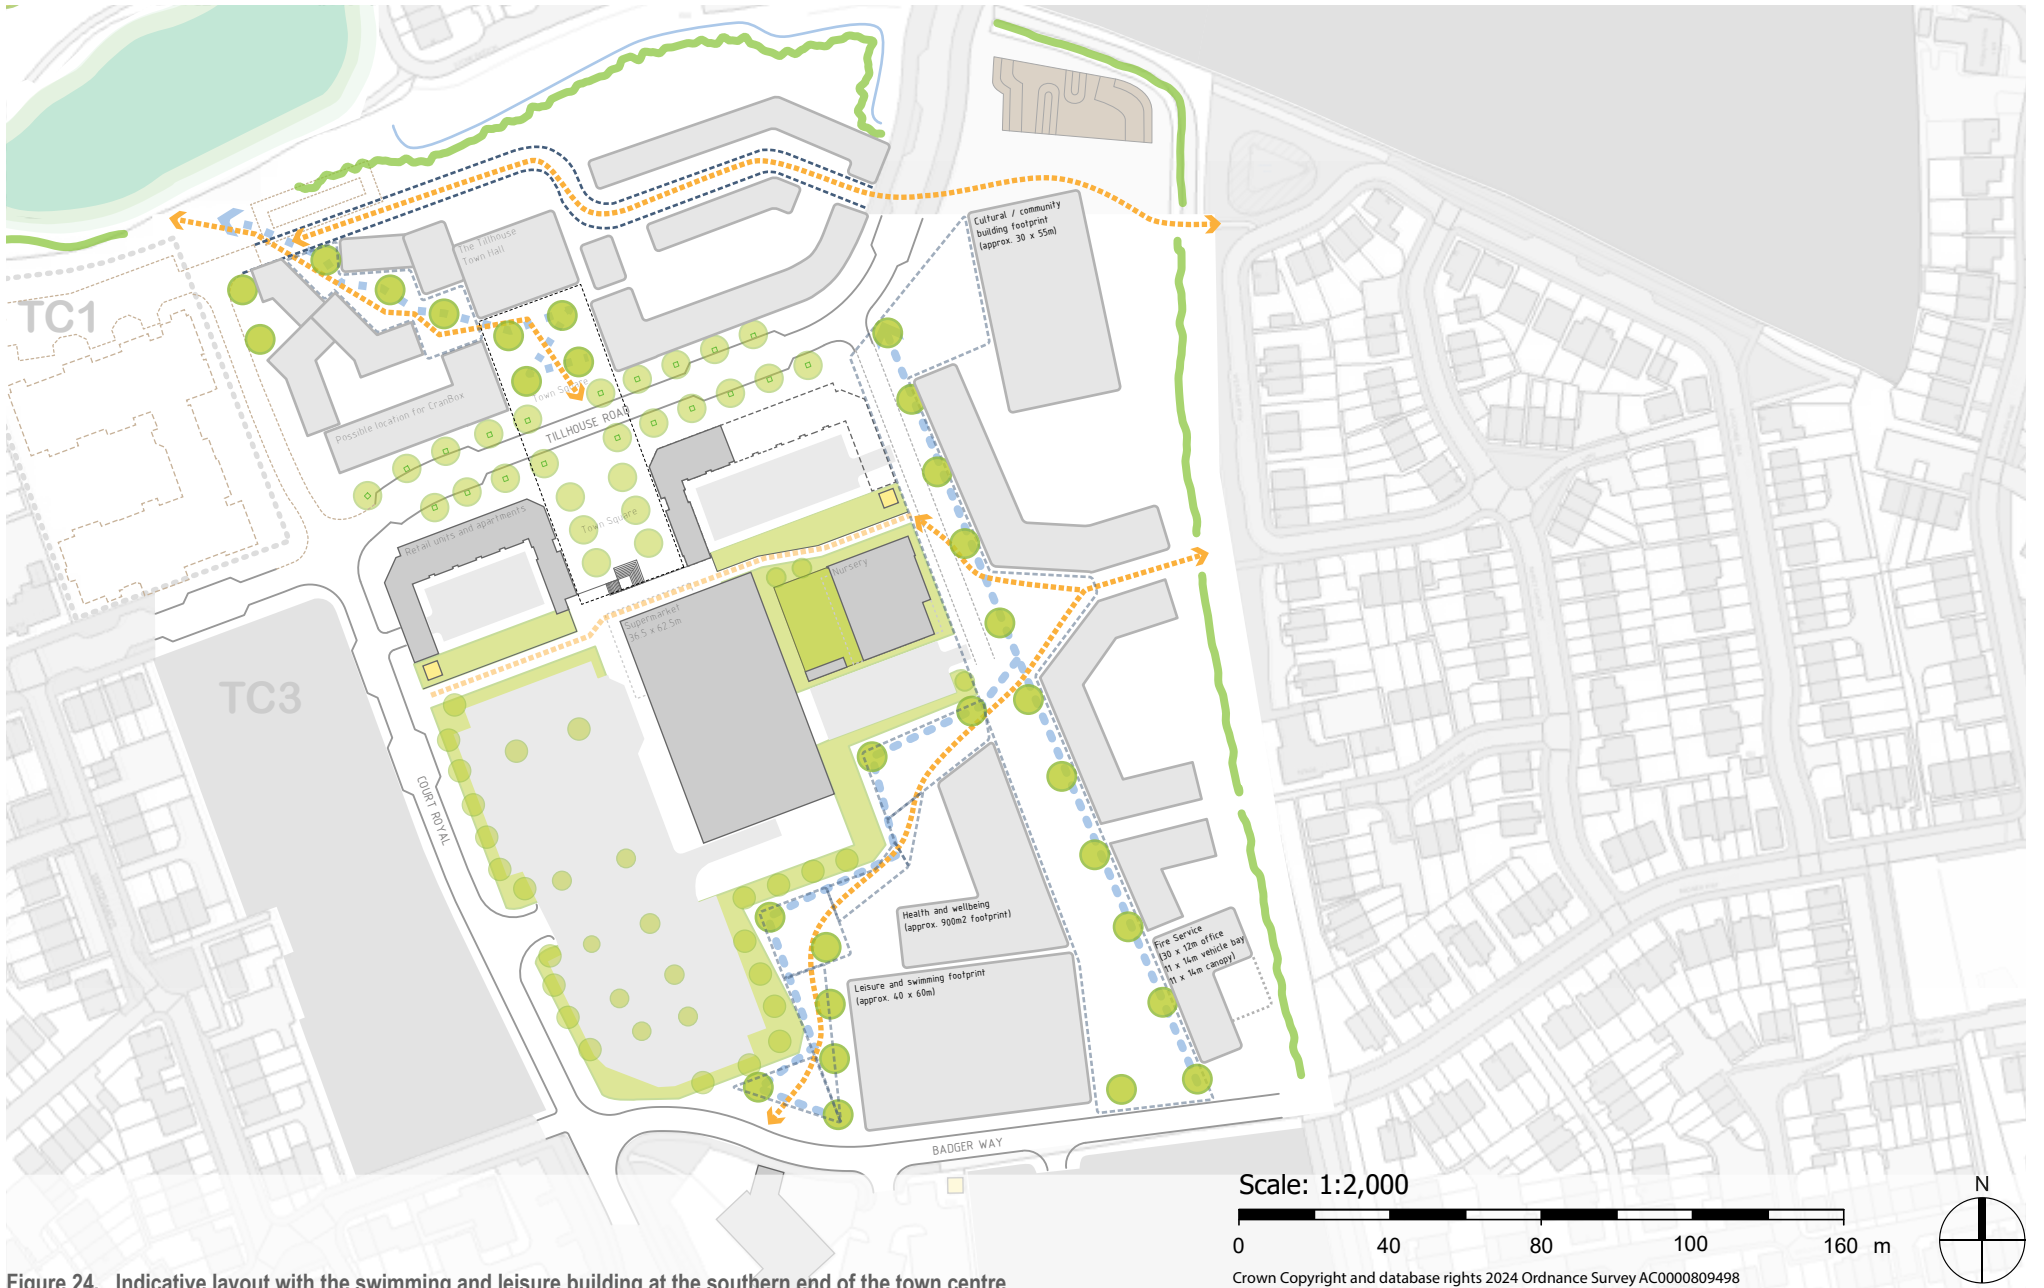 Cultural / community
building footprint
(approx. 30 x 55m)
The Tillhouse
Town Hall
TC1
Town Square
TILLHOUSE ROAD
Possible location for CranBox
Retail units and apartments
Town Square
Nursery
Supermarket
36.5 x 62.5m
TC3
COURT ROYAL
Health and wellbeing
(approx. 900m2 footprint)
Fire Service
(30 x 12m office
11 x 14m vehicle bay
11 x 14m canopy)
Leisure and swimming footprint
(approx. 40 x 60m)
BADGER WAY
Scale: 1:2,000
N
0 40 80 100 160 m
Crown Copyright and database rights 2024 Ordnance Survey AC0000809498
Figure 24. Indicative layout with the swimming and leisure building at the southern end of the town centre